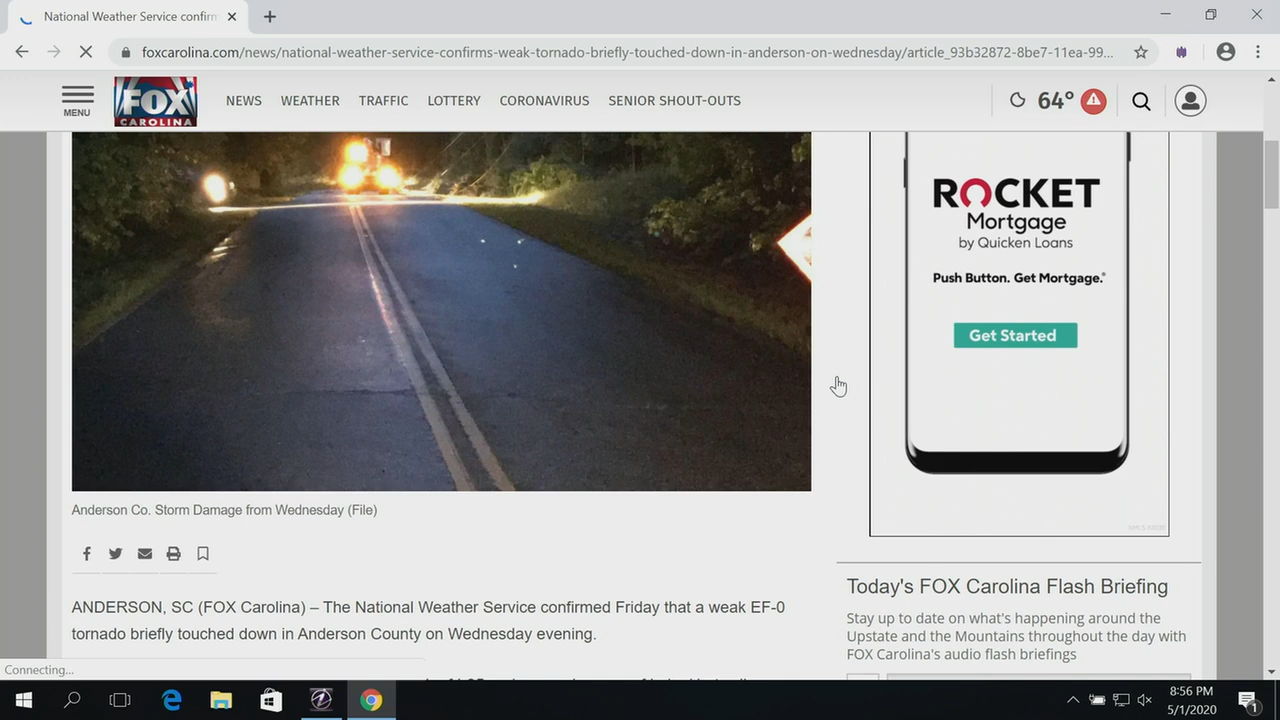 National Weather Service confirm
foxcarolina.com/news/national-weather-service-confirms-weak-tornado-briefly-touched-down-in-anderson-on-wednesday/article_93b32872-8be7-11ea-99...
MENU
FOX
CAROLINA
NEWS WEATHER TRAFFIC LOTTERY CORONAVIRUS SENIOR SHOUT-OUTS
64°
ROCKET
Mortgage
by Quicken Loans
Push Button. Get Mortgage.®
Get Started
Anderson Co. Storm Damage from Wednesday (File)
ANDERSON, SC (FOX Carolina) – The National Weather Service confirmed Friday that a weak EF-0
tornado briefly touched down in Anderson County on Wednesday evening.
Today's FOX Carolina Flash Briefing
Stay up to date on what's happening around the
Upstate and the Mountains throughout the day with
FOX Carolina's audio flash briefings
Connecting...
8:56 PM
5/1/2020
1